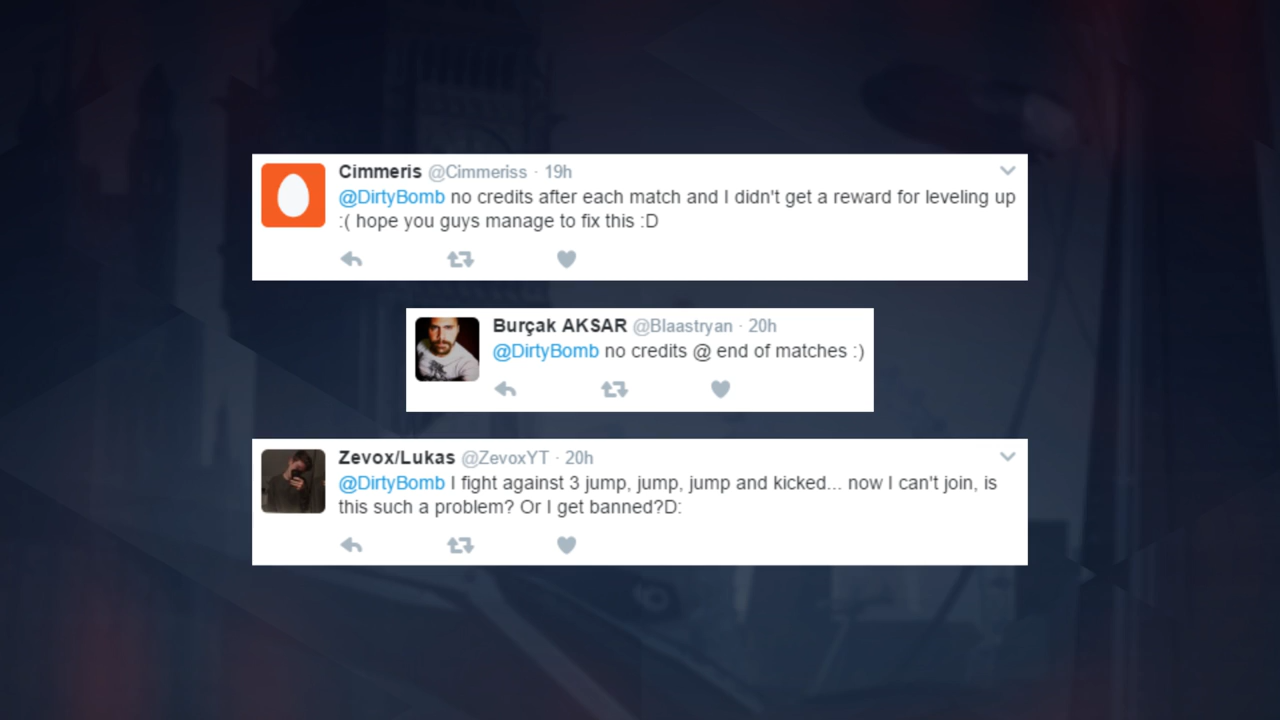 Cimmeris @Cimmeriss · 19h
@DirtyBomb no credits after each match and I didn't get a reward for leveling up
:( hope you guys manage to fix this :D
Burçak AKSAR @Blaastryan · 20h
@DirtyBomb no credits @ end of matches :)
Zevox/Lukas @ZevoxYT · 20h
@DirtyBomb I fight against 3 jump, jump, jump and kicked... now I can't join, is
this such a problem? Or I get banned?D: